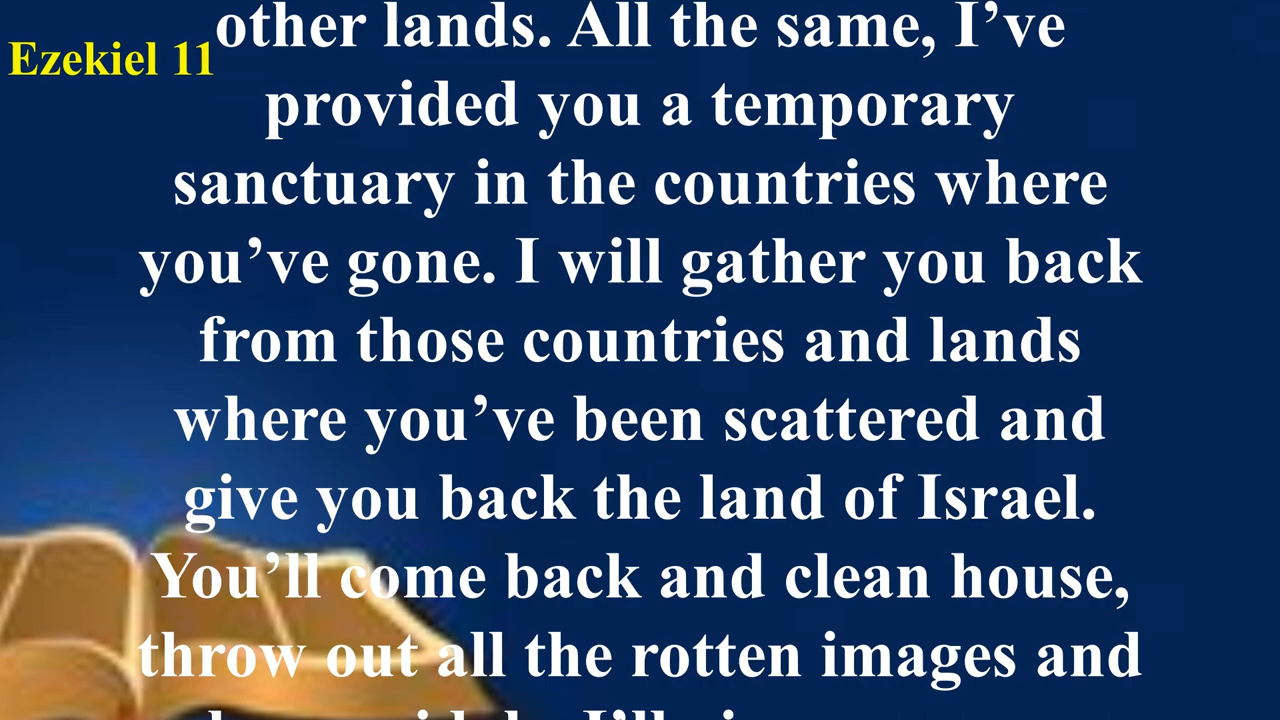 Ezekiel 11
other lands. All the same, I’ve
provided you a temporary
sanctuary in the countries where
you’ve gone. I will gather you back
from those countries and lands
where you’ve been scattered and
give you back the land of Israel.
You’ll come back and clean house,
throw out all the rotten images and
I’ll